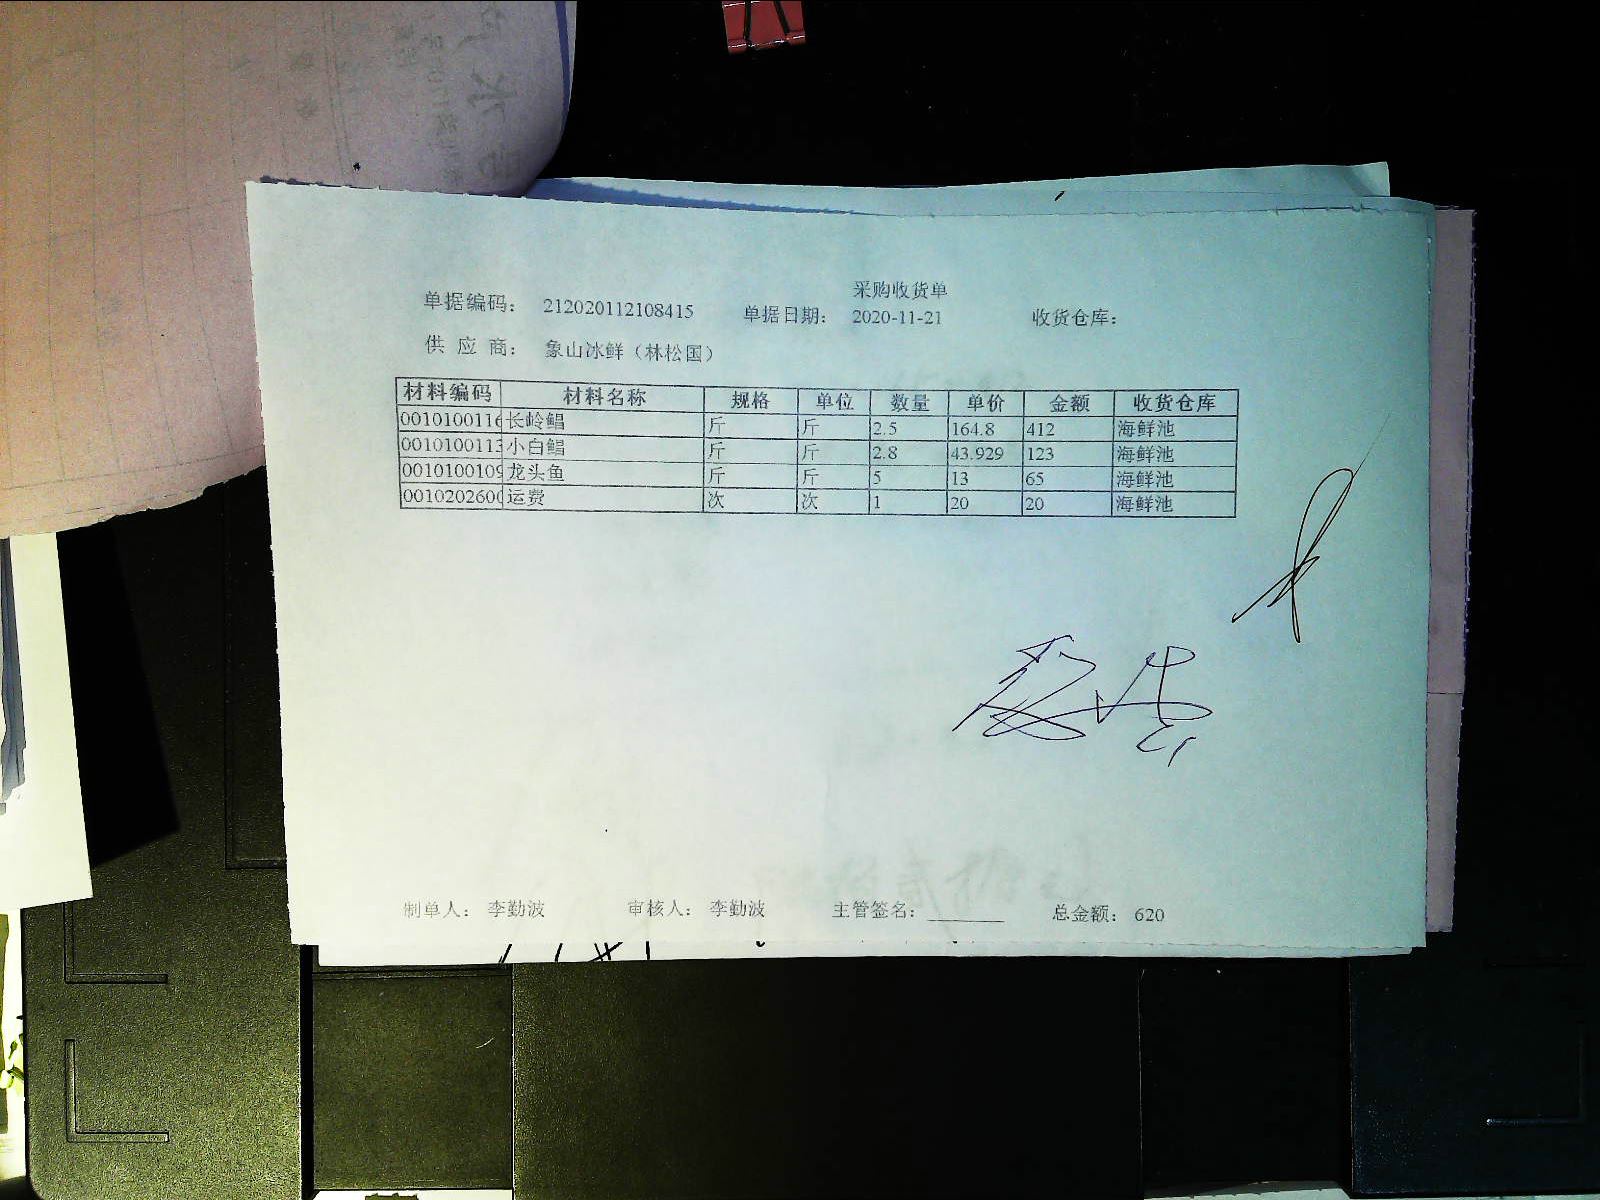 采购收货单
单据编码： 212020112108415 单据日期： 2020-11-21 收货仓库：
供 应 商： 象山冰鲜（林松国）
材料编码 材料名称 规格 单位 数量 单价 金额 收货仓库
0010100116 长岭鲳 斤 斤 2.5 164.8 412 海鲜池
0010100113 小白鲳 斤 斤 2.8 43.929 123 海鲜池
0010100109 龙头鱼 斤 斤 5 13 65 海鲜池
0010202600 运费 次 次 1 20 20 海鲜池
制单人： 李勤波 审核人： 李勤波 主管签名：________ 总金额： 620